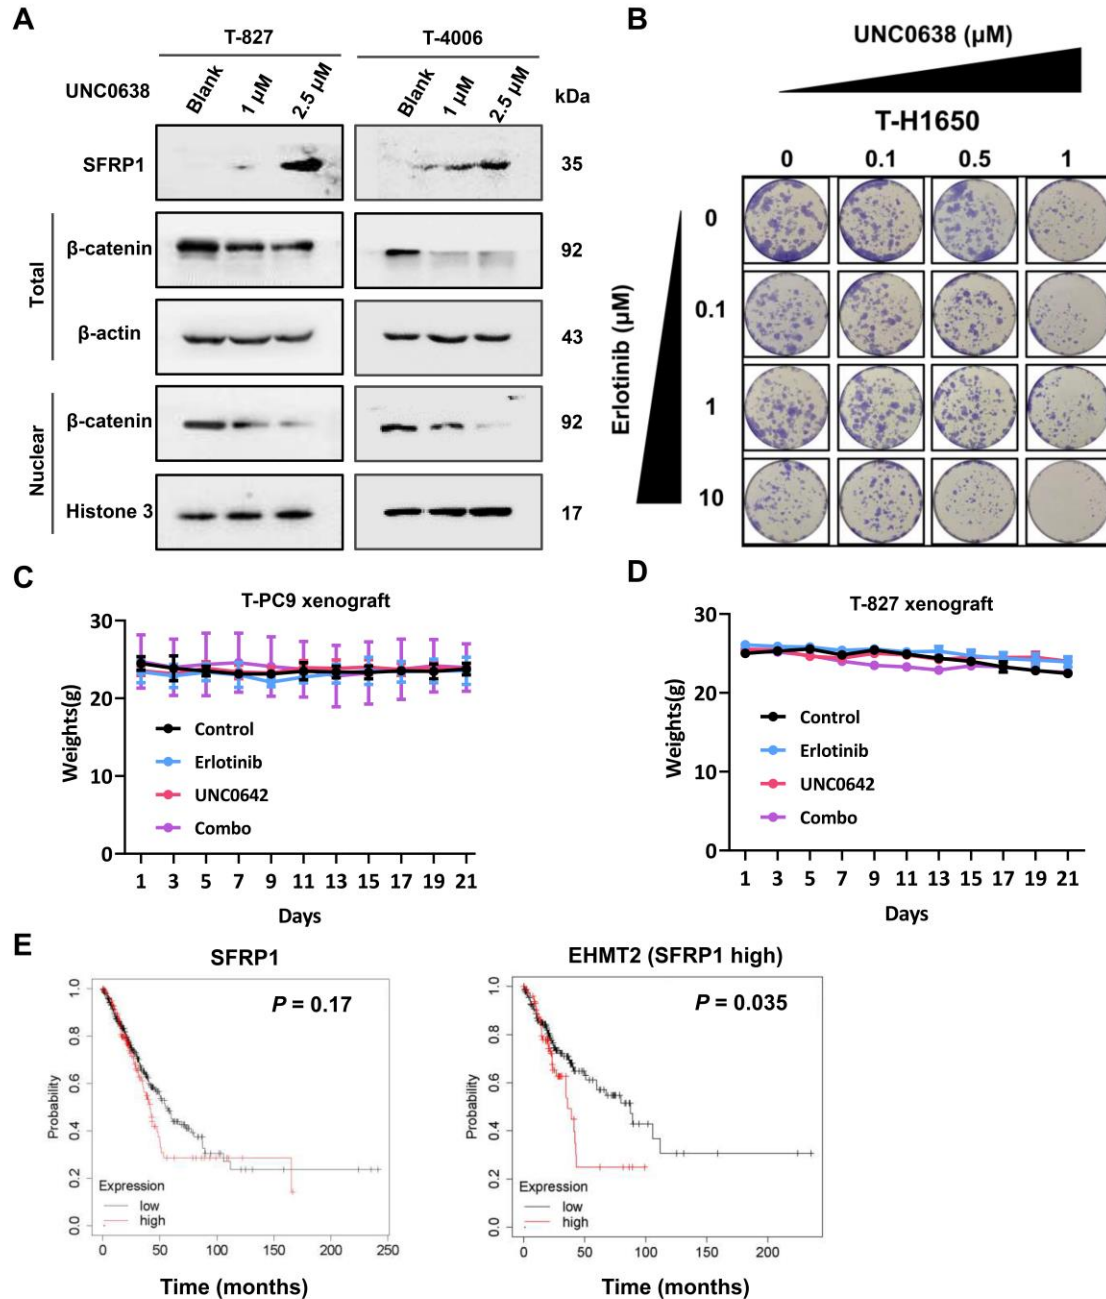 A
T-827
T-4006
UNC0638
Blank
1 μM
2.5 μM
Blank
1 μM
2.5 μM
kDa
SFRP1
35
Total
β-catenin
92
β-actin
43
Nuclear
β-catenin
92
Histone 3
17
B
UNC0638 (μM)
T-H1650
0
0.1
0.5
1
Erlotinib (μM)
0
0.1
1
10
C
T-PC9 xenograft
Weights(g)
30
20
10
0
Control
Erlotinib
UNC0642
Combo
1 3 5 7 9 11 13 15 17 19 21
Days
D
T-827 xenograft
Weights(g)
30
20
10
0
Control
Erlotinib
UNC0642
Combo
1 3 5 7 9 11 13 15 17 19 21
Days
E
SFRP1
P = 0.17
Probability
1.0
0.8
0.6
0.4
0.2
0.0
Expression
low
high
0 50 100 150 200 250
Time (months)
EHMT2 (SFRP1 high)
P = 0.035
Probability
1.0
0.8
0.6
0.4
0.2
0.0
Expression
low
high
0 50 100 150 200
Time (months)